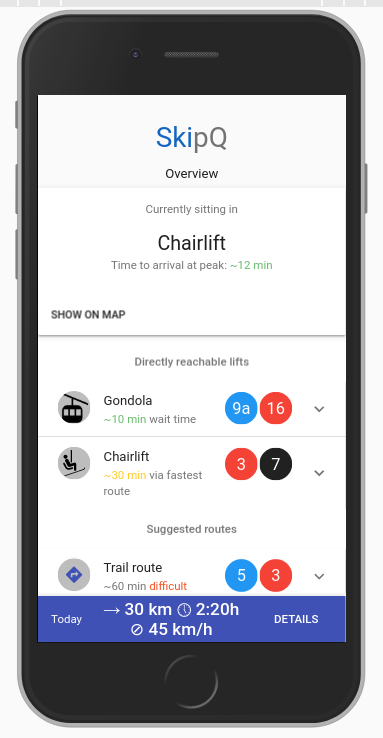 SkipQ
Overview
Currently sitting in
Chairlift
Time to arrival at peak: ~12 min
SHOW ON MAP
Directly reachable lifts
Gondola
~10 min wait time
9a 16
Chairlift
~30 min via fastest
route
3 7
Suggested routes
Trail route
~60 min difficult
5 3
Today
→ 30 km 2:20h
⊘ 45 km/h
DETAILS